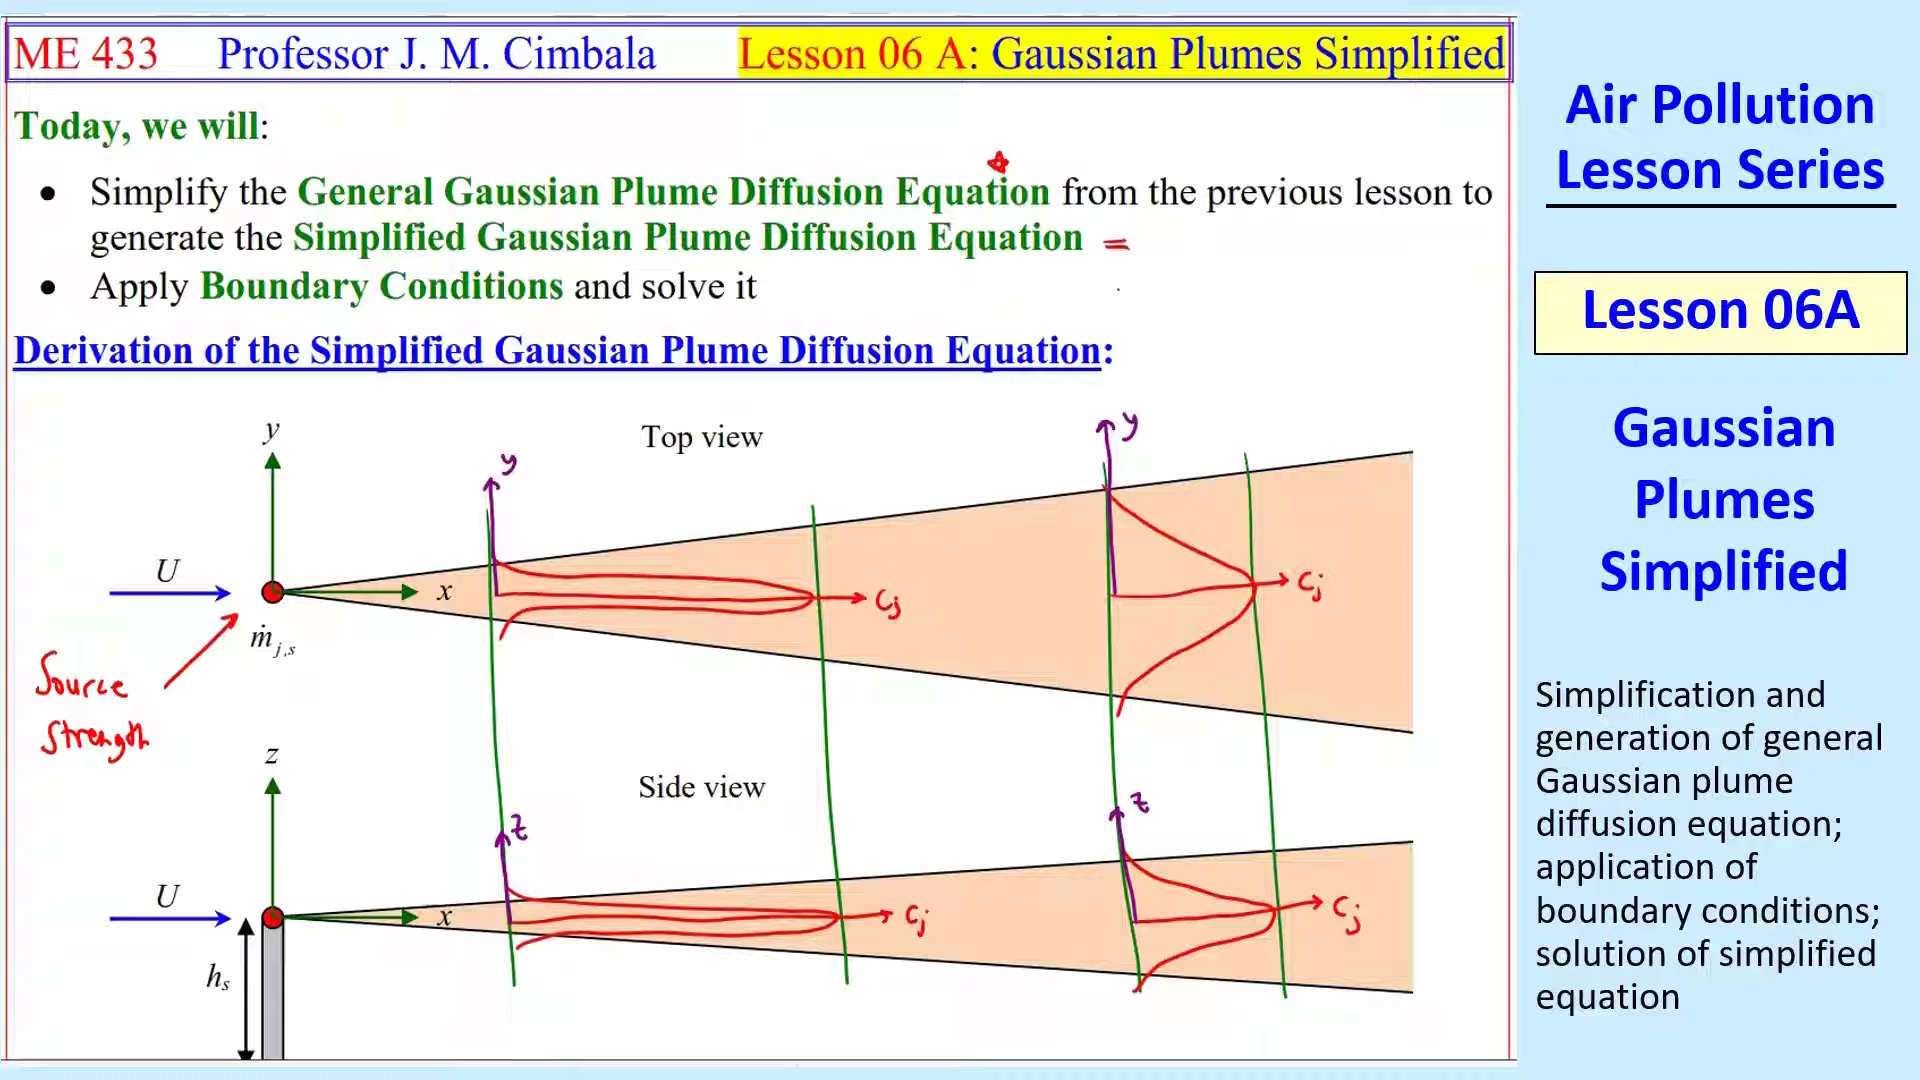 ME 433 Professor J. M. Cimbala Lesson 06 A: Gaussian Plumes Simplified
Today, we will:
• Simplify the General Gaussian Plume Diffusion Equation from the previous lesson to
generate the Simplified Gaussian Plume Diffusion Equation
• Apply Boundary Conditions and solve it
Derivation of the Simplified Gaussian Plume Diffusion Equation:
Top view
y
y
y
U
x
cj
cj
ṁj,s
Source
Strength
Side view
z
z
z
U
x
cj
cj
hs
Air Pollution
Lesson Series
Lesson 06A
Gaussian
Plumes
Simplified
Simplification and
generation of general
Gaussian plume
diffusion equation;
application of
boundary conditions;
solution of simplified
equation